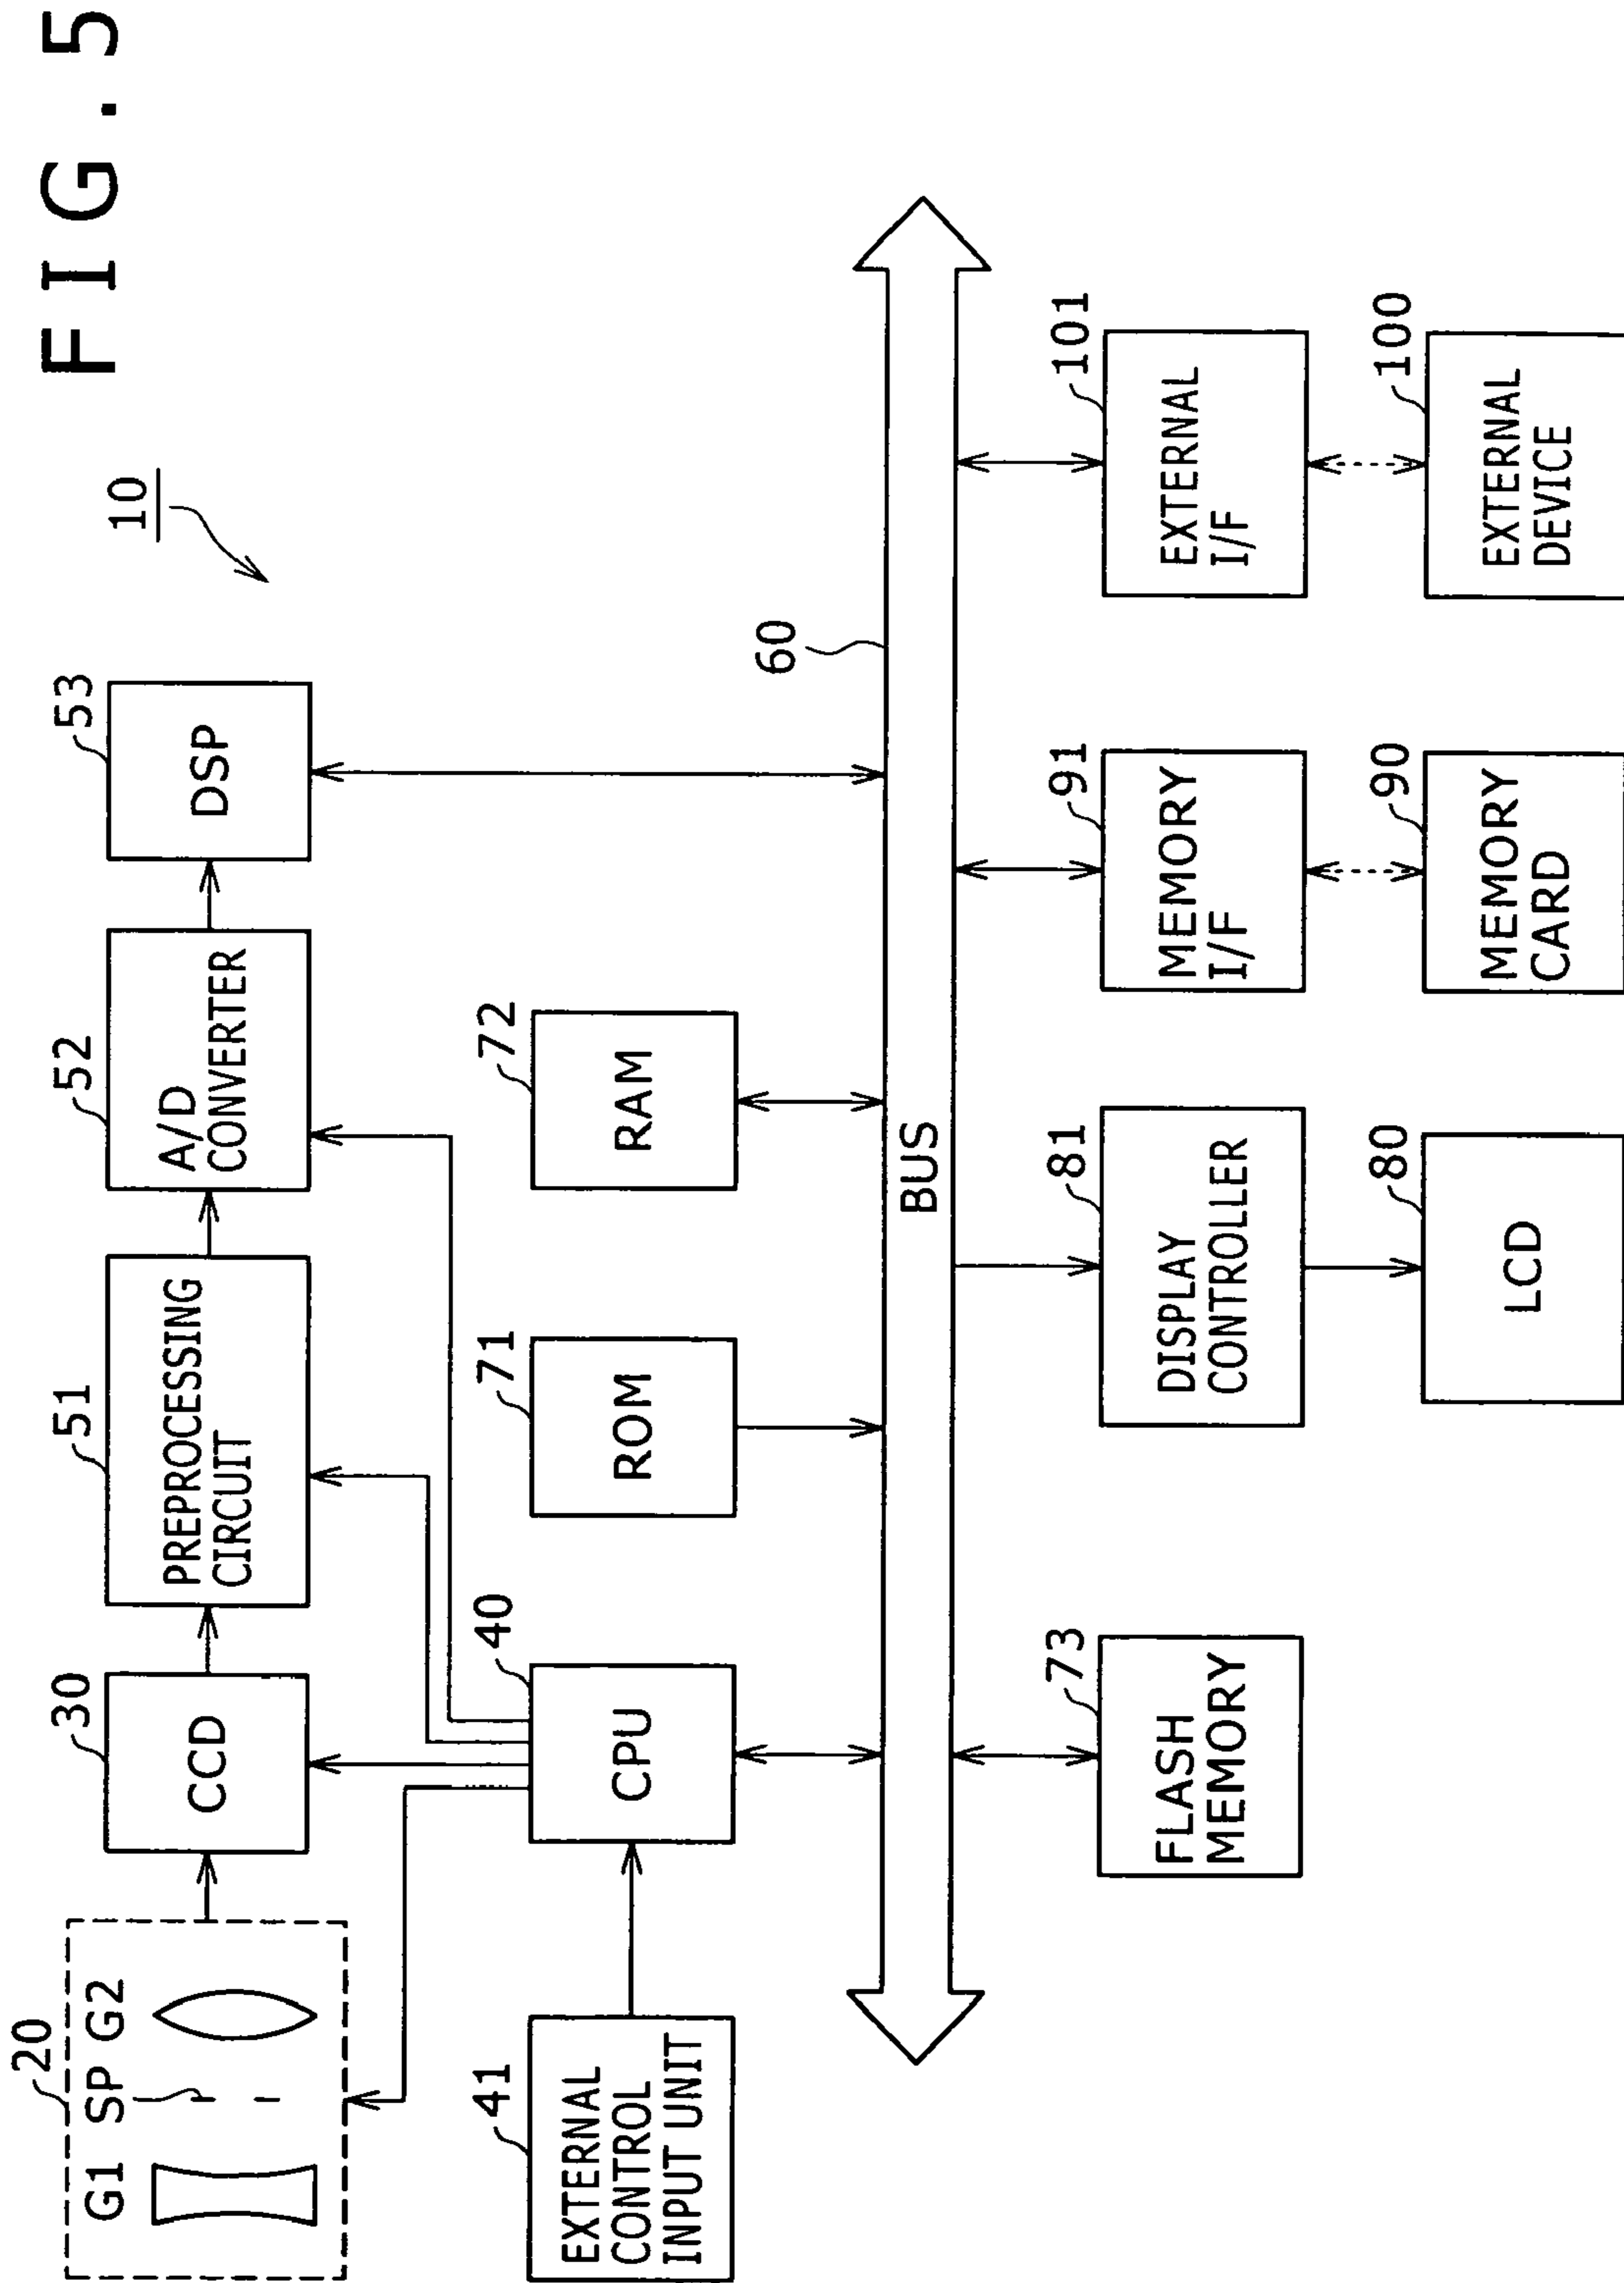 FIG. 5
10
20
G1 SP G2
30
CCD
51
PREPROCESSING
CIRCUIT
52
A/D
CONVERTER
53
DSP
41
EXTERNAL
CONTROL
INPUT UNIT
40
CPU
71
ROM
72
RAM
60
BUS
73
FLASH
MEMORY
81
DISPLAY
CONTROLLER
91
MEMORY
I/F
101
EXTERNAL
I/F
80
LCD
90
MEMORY
CARD
100
EXTERNAL
DEVICE